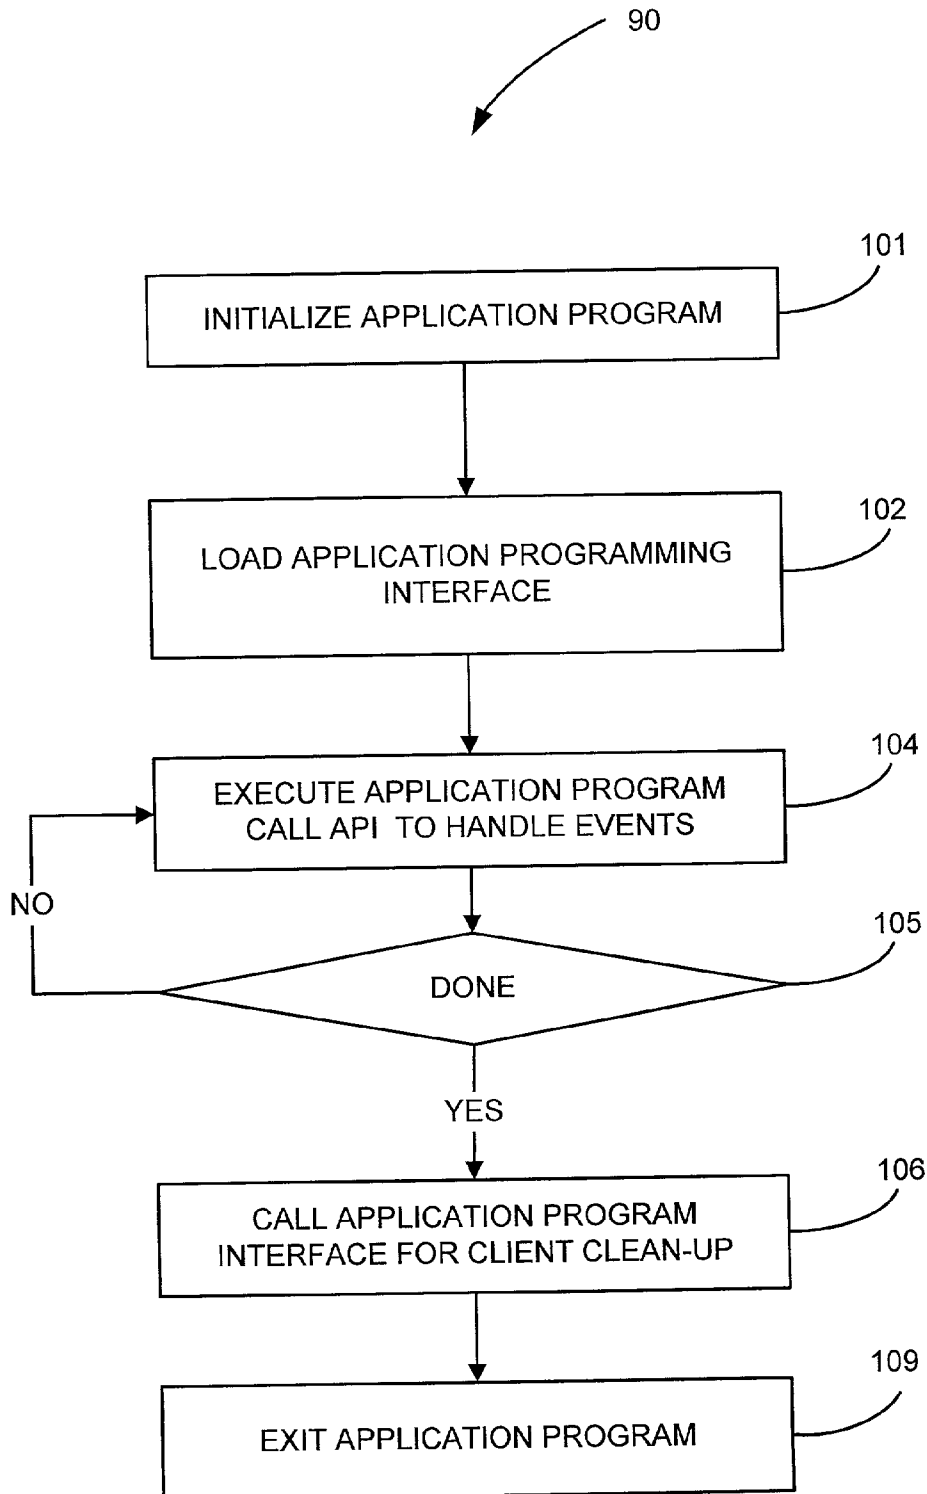 90
101
INITIALIZE APPLICATION PROGRAM
102
LOAD APPLICATION PROGRAMMING
INTERFACE
104
EXECUTE APPLICATION PROGRAM
CALL API TO HANDLE EVENTS
NO
105
DONE
YES
106
CALL APPLICATION PROGRAM
INTERFACE FOR CLIENT CLEAN-UP
109
EXIT APPLICATION PROGRAM